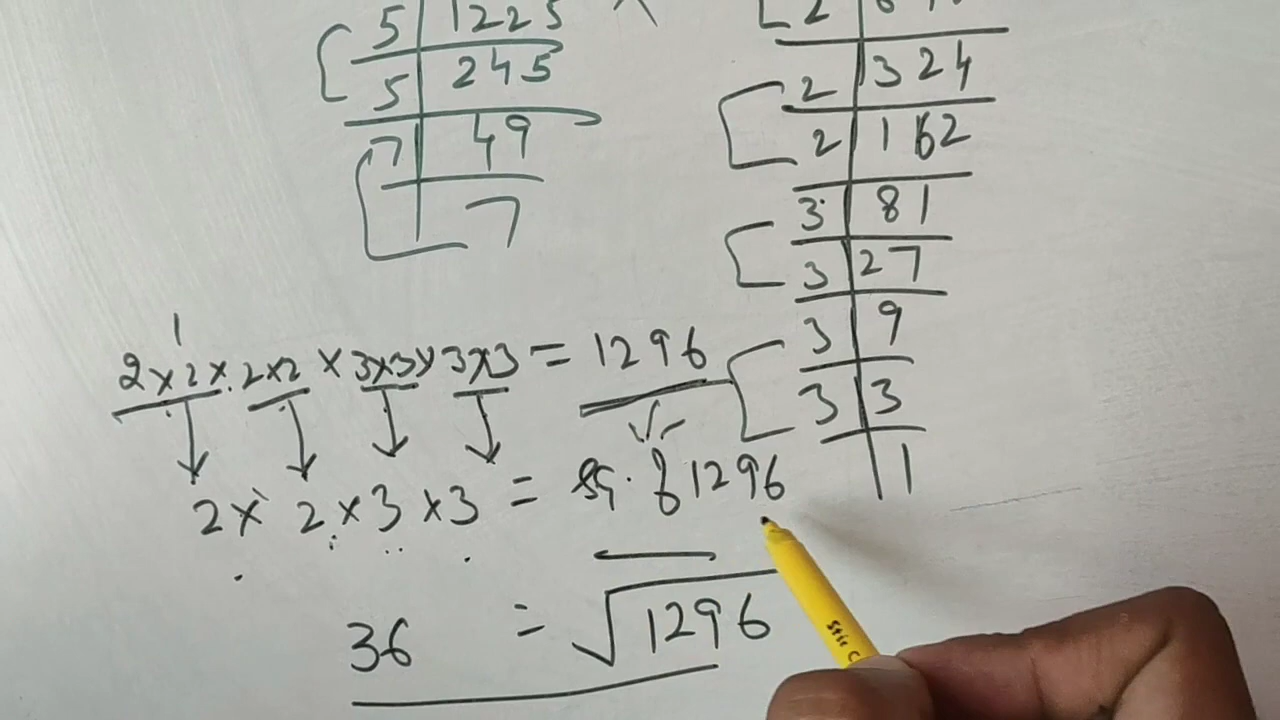 5 | 1225
5 | 245
7 | 49
7
2
2 | 324
2 | 162
3 | 81
3 | 27
3 | 9
3 | 3
1
2×2×2×2×3×3×3×3 = 1296
2 × 2 × 3 × 3 = 1296
36 = √1296